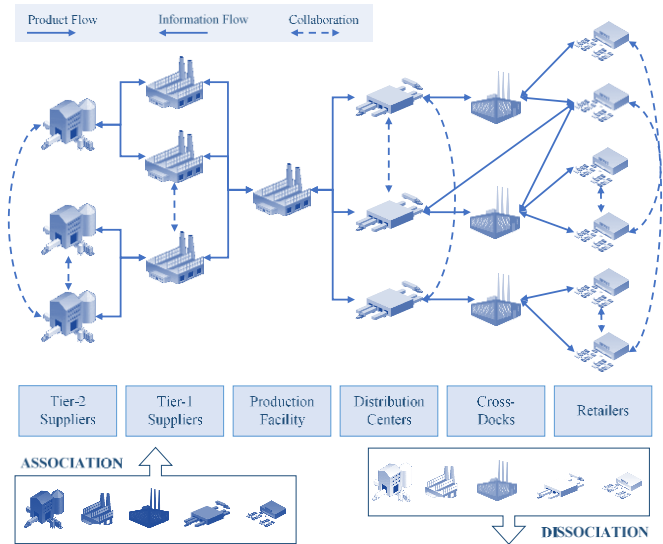 Product Flow
Information Flow
Collaboration
Tier-2
Suppliers
Tier-1
Suppliers
Production
Facility
Distribution
Centers
Cross-
Docks
Retailers
ASSOCIATION
DISSOCIATION